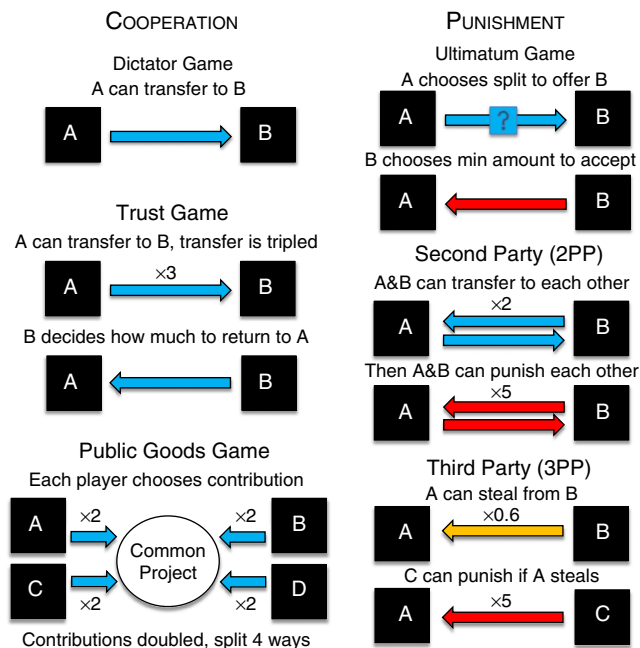 COOPERATION
Dictator Game
A can transfer to B
A
B
Trust Game
A can transfer to B, transfer is tripled
×3
A
B
B decides how much to return to A
A
B
Public Goods Game
Each player chooses contribution
A
×2
×2
B
Common
Project
C
×2
×2
D
Contributions doubled, split 4 ways
PUNISHMENT
Ultimatum Game
A chooses split to offer B
A
?
B
B chooses min amount to accept
A
B
Second Party (2PP)
A&B can transfer to each other
×2
A
B
Then A&B can punish each other
×5
A
B
Third Party (3PP)
A can steal from B
×0.6
A
B
C can punish if A steals
×5
A
C